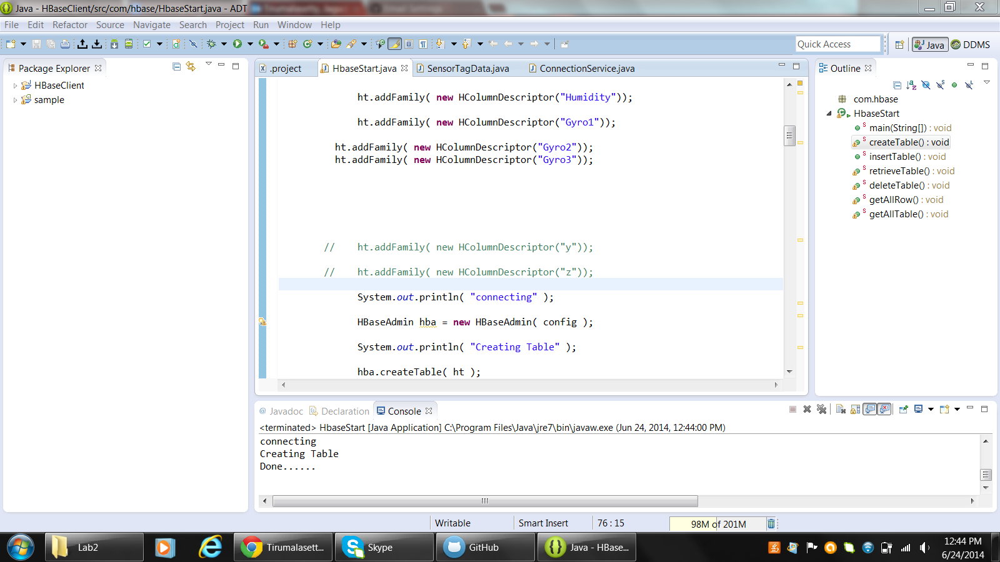 Java - HBaseClient/src/com/hbase/HbaseStart.java - ADT
File Edit Refactor Source Navigate Search Project Run Window Help
Quick Access
Java
DDMS
Package Explorer
HBaseClient
sample
.project
HbaseStart.java
SensorTagData.java
ConnectionService.java
ht.addFamily( new HColumnDescriptor("Humidity"));
ht.addFamily( new HColumnDescriptor("Gyro1"));
ht.addFamily( new HColumnDescriptor("Gyro2"));
ht.addFamily( new HColumnDescriptor("Gyro3"));
// ht.addFamily( new HColumnDescriptor("y"));
// ht.addFamily( new HColumnDescriptor("z"));
System.out.println( "connecting" );
HBaseAdmin hba = new HBaseAdmin( config );
System.out.println( "Creating Table" );
hba.createTable( ht );
Outline
com.hbase
HbaseStart
main(String[]) : void
createTable() : void
insertTable() : void
retrieveTable() : void
deleteTable() : void
getAllRow() : void
getAllTable() : void
@ Javadoc
Declaration
Console
<terminated> HbaseStart [Java Application] C:\Program Files\Java\jre7\bin\javaw.exe (Jun 24, 2014, 12:44:00 PM)
connecting
Creating Table
Done......
Writable
Smart Insert
76 : 15
98M of 201M
Lab2
Tirumalasett...
Skype
GitHub
Java - HBase...
12:44 PM
6/24/2014